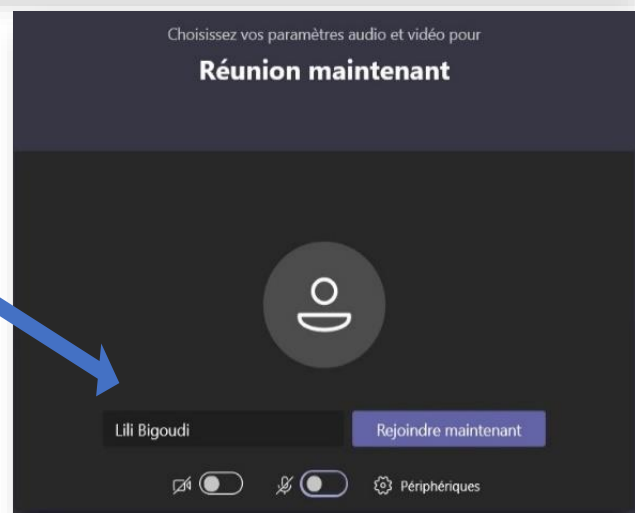 Choisissez vos paramètres audio et vidéo pour
Réunion maintenant
Lili Bigoudi
Rejoindre maintenant
Périphériques